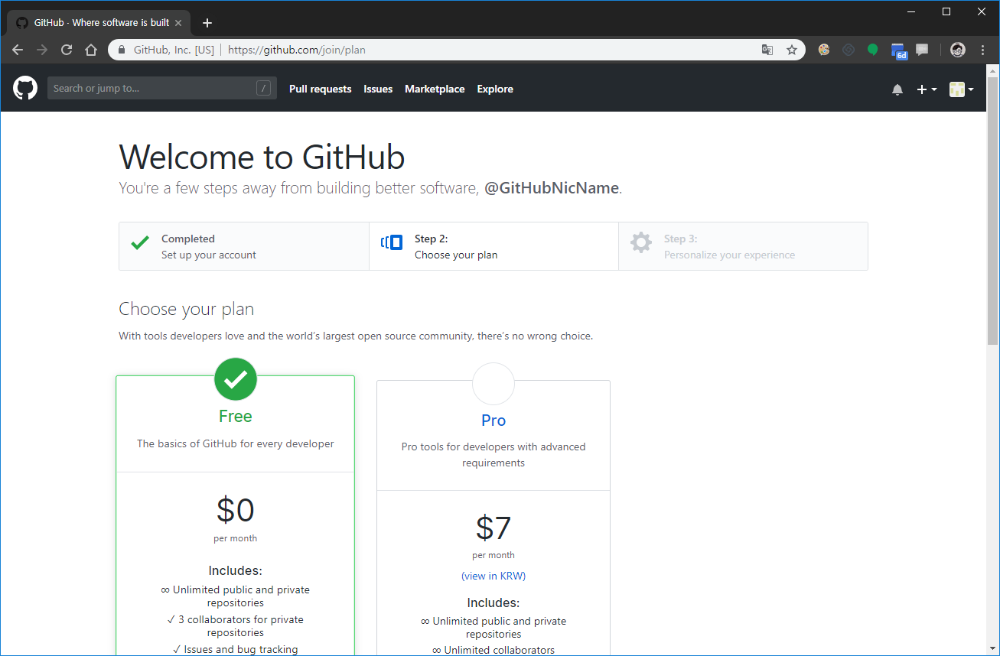 GitHub · Where software is built
GitHub, Inc. [US] | https://github.com/join/plan
6d
Search or jump to... /
Pull requests Issues Marketplace Explore
Welcome to GitHub
You're a few steps away from building better software, @GitHubNicName.
Completed
Set up your account
Step 2:
Choose your plan
Step 3:
Personalize your experience
Choose your plan
With tools developers love and the world's largest open source community, there's no wrong choice.
Free
The basics of GitHub for every developer
$0
per month
Includes:
∞ Unlimited public and private
repositories
✓ 3 collaborators for private
repositories
✓ Issues and bug tracking
Pro
Pro tools for developers with advanced
requirements
$7
per month
(view in KRW)
Includes:
∞ Unlimited public and private
repositories
∞ Unlimited collaborators